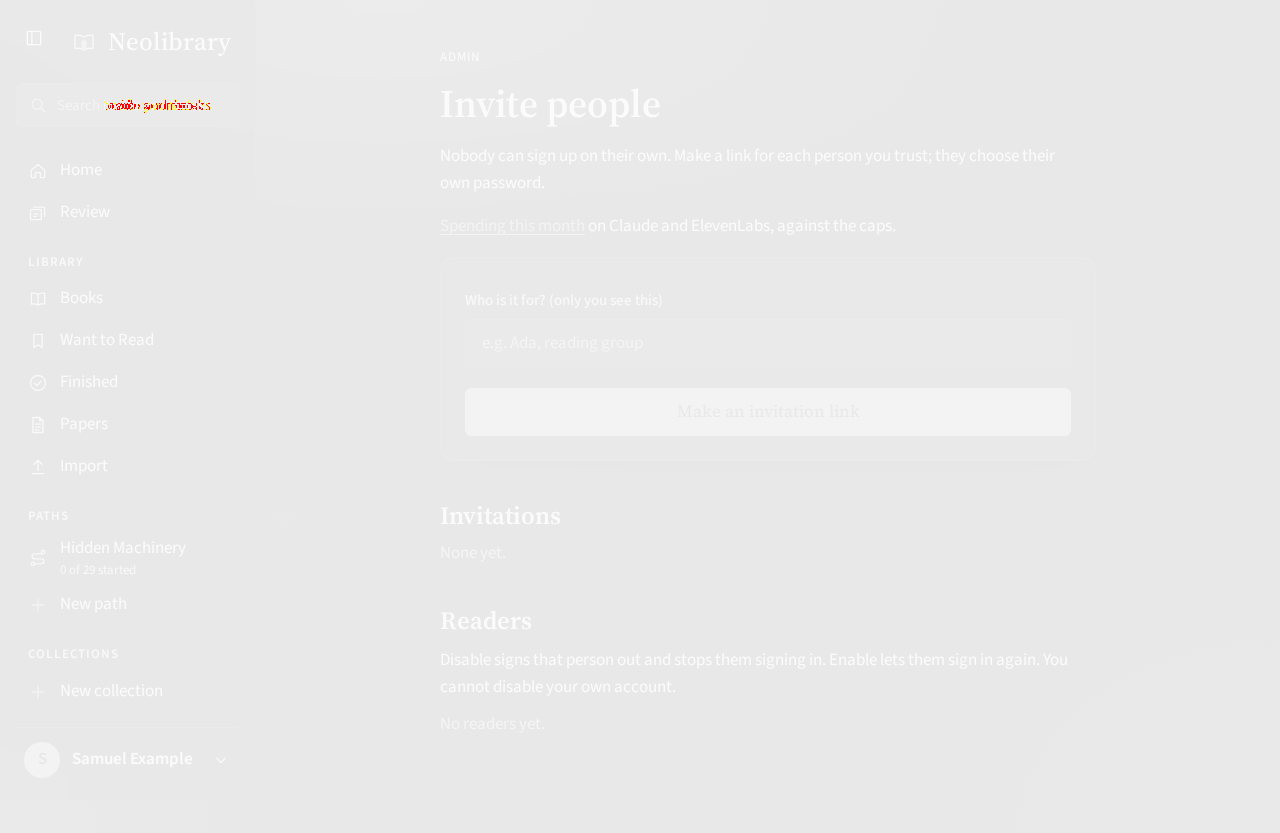 Neolibrary
Search
Home
Review
LIBRARY
Books
Want to Read
Finished
Papers
Import
PATHS
Hidden Machinery
0 of 29 started
New path
COLLECTIONS
New collection
S
Samuel Example
ADMIN
Invite people
Nobody can sign up on their own. Make a link for each person you trust; they choose their
own password.
Spending this month on Claude and ElevenLabs, against the caps.
Who is it for? (only you see this)
e.g. Ada, reading group
Make an invitation link
Invitations
None yet.
Readers
Disable signs that person out and stops them signing in. Enable lets them sign in again. You
cannot disable your own account.
No readers yet.